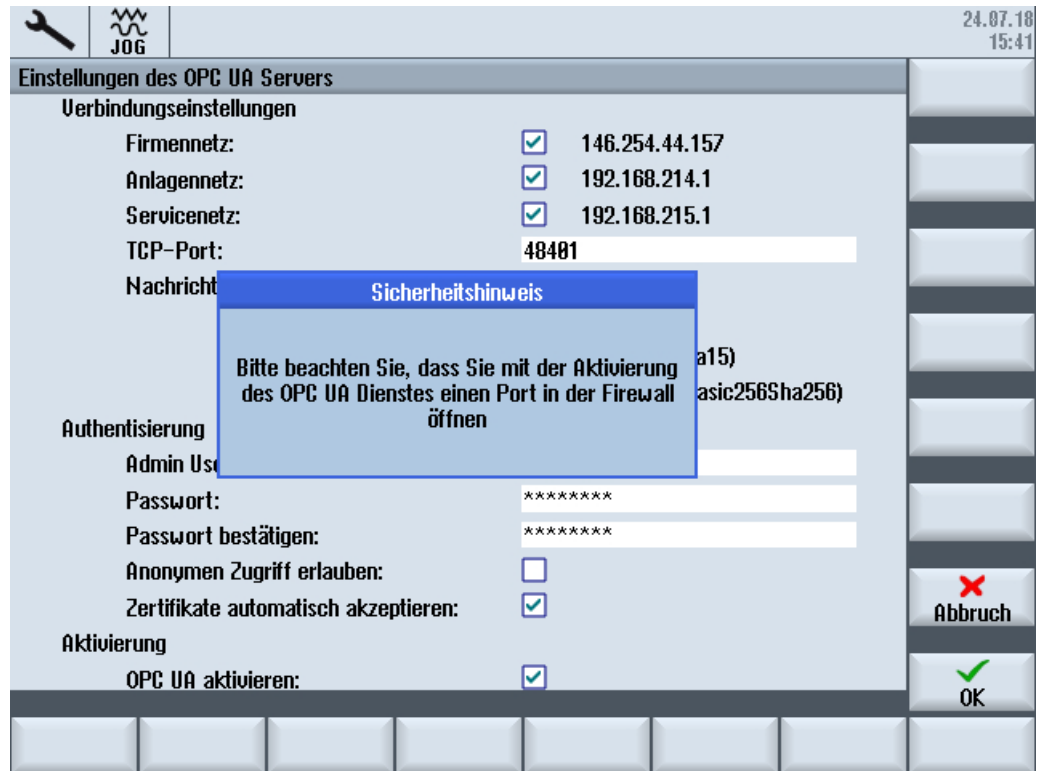 24.07.18
15:41
JOG
Einstellungen des OPC UA Servers
Verbindungseinstellungen
Firmennetz: 146.254.44.157
Anlagennetz: 192.168.214.1
Servicenetz: 192.168.215.1
TCP-Port: 48401
Nachricht
Sicherheitshinweis
Bitte beachten Sie, dass Sie mit der Aktivierung
des OPC UA Dienstes einen Port in der Firewall
öffnen
a15)
asic256Sha256)
Authentisierung
Admin Use
Passwort: ********
Passwort bestätigen: ********
Anonymen Zugriff erlauben:
Zertifikate automatisch akzeptieren:
Aktivierung
OPC UA aktivieren:
Abbruch
OK